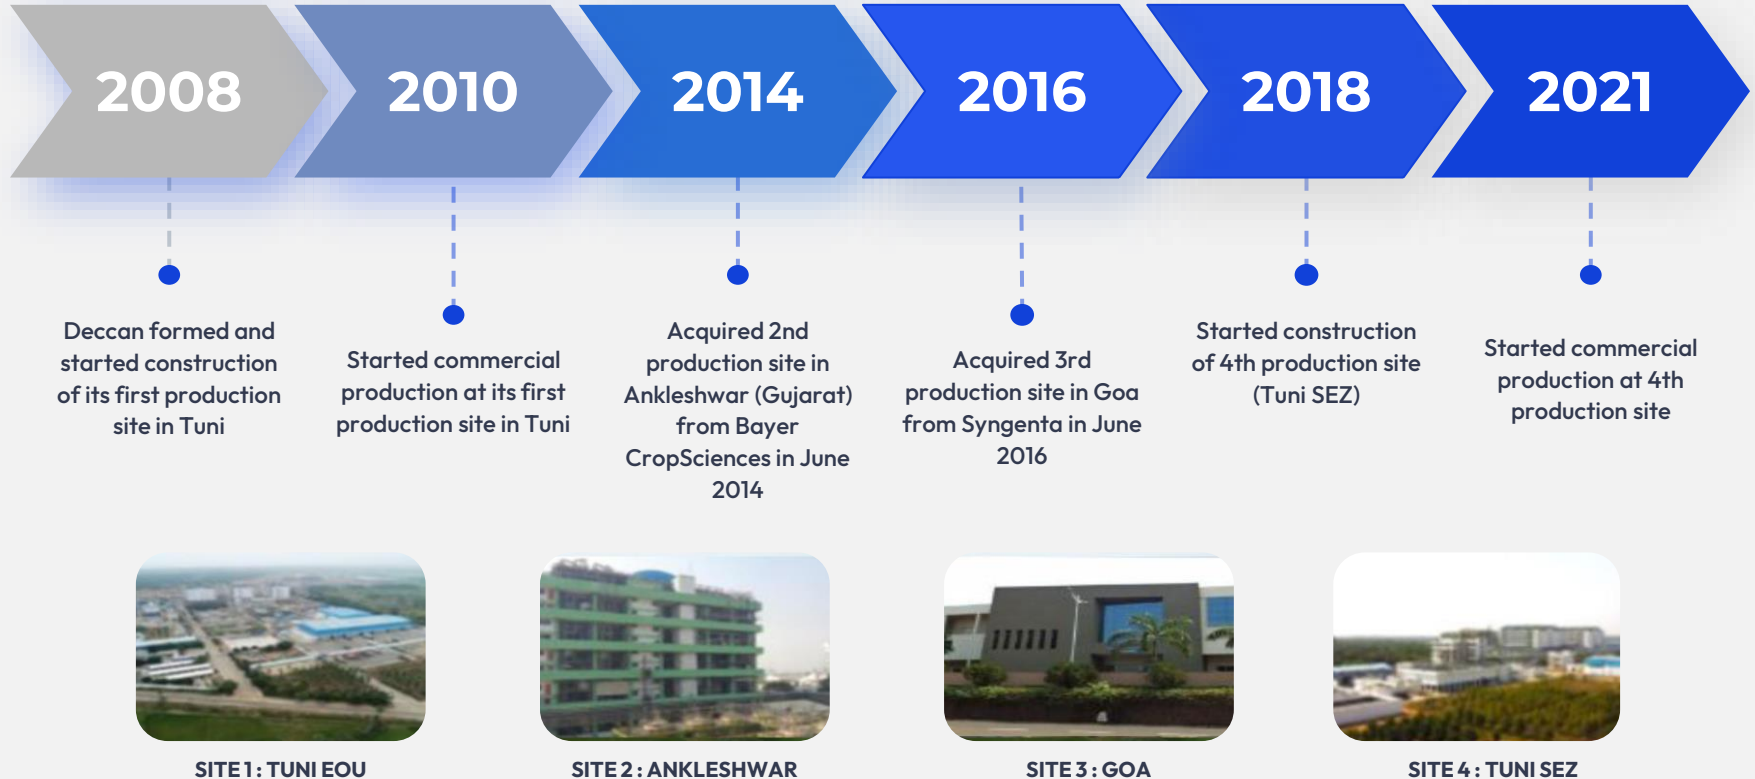 2008
2010
2014
2016
2018
2021
Deccan formed and
started construction
of its first production
site in Tuni
Started commercial
production at its first
production site in Tuni
Acquired 2nd
production site in
Ankleshwar (Gujarat)
from Bayer
CropSciences in June
2014
Acquired 3rd
production site in Goa
from Syngenta in June
2016
Started construction
of 4th production site
(Tuni SEZ)
Started commercial
production at 4th
production site
SITE 1 : TUNI EOU
SITE 2 : ANKLESHWAR
SITE 3 : GOA
SITE 4 : TUNI SEZ